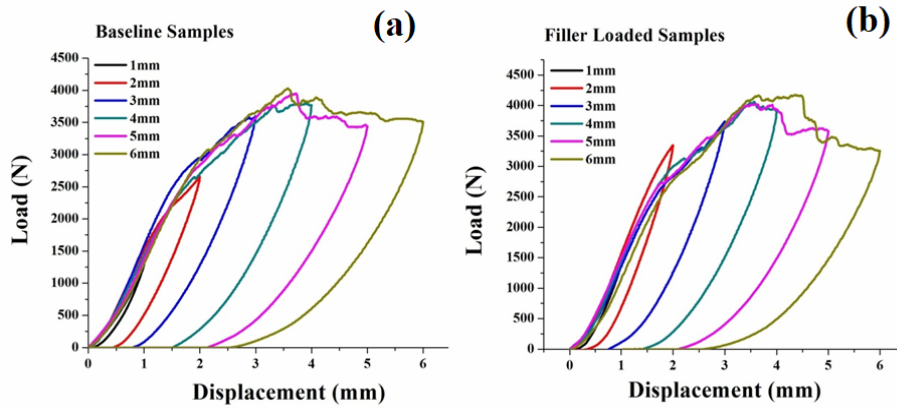 (a)
Baseline Samples
4500
4000
3500
3000
2500
2000
1500
1000
500
0
1mm
2mm
3mm
4mm
5mm
6mm
Load (N)
0 1 2 3 4 5 6
Displacement (mm)
(b)
Filler Loaded Samples
4500
4000
3500
3000
2500
2000
1500
1000
500
0
1mm
2mm
3mm
4mm
5mm
6mm
Load (N)
0 1 2 3 4 5 6
Displacement (mm)